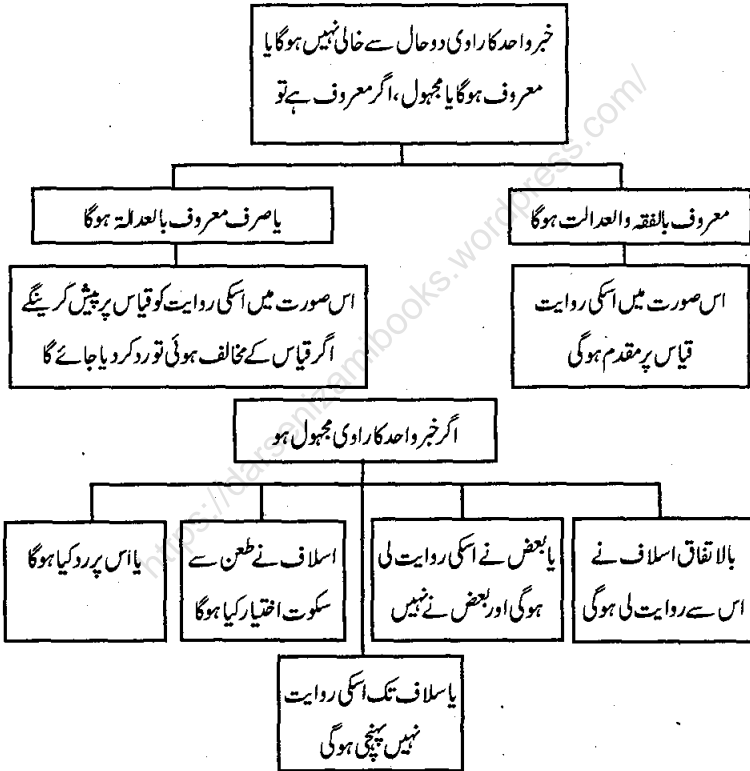 خبر واحد کا راوی دو حال سے خالی نہیں ہوگا یا
معروف ہوگا یا مجہول، اگر معروف ہے تو
معروف بالفقہ والعدالت ہوگا
یا صرف معروف بالعدالۃ ہوگا
اس صورت میں اسکی روایت
قیاس پر مقدم ہوگی
اس صورت میں اسکی روایت کو قیاس پر پیش کرینگے
اگر قیاس کے مخالف ہوئی تو رد کر دیا جائے گا
اگر خبر واحد کا راوی مجہول ہو
بالاتفاق اسلاف نے
اس سے روایت لی ہوگی
یا بعض نے اسکی روایت لی
ہوگی اور بعض نے نہیں
اسلاف نے طعن سے
سکوت اختیار کیا ہوگا
یا اس پر رد کیا ہوگا
یا سلاف تک اسکی روایت
نہیں پہنچی ہوگی
https://darsenizamibooks.wordpress.com/